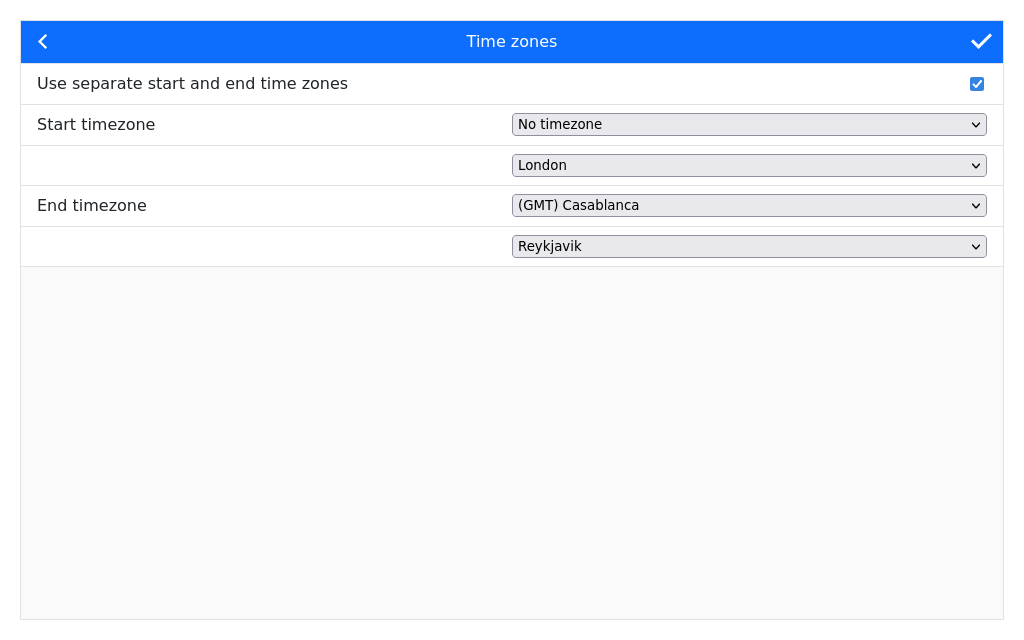 Time zones
Use separate start and end time zones
Start timezone
No timezone
London
End timezone
(GMT) Casablanca
Reykjavik